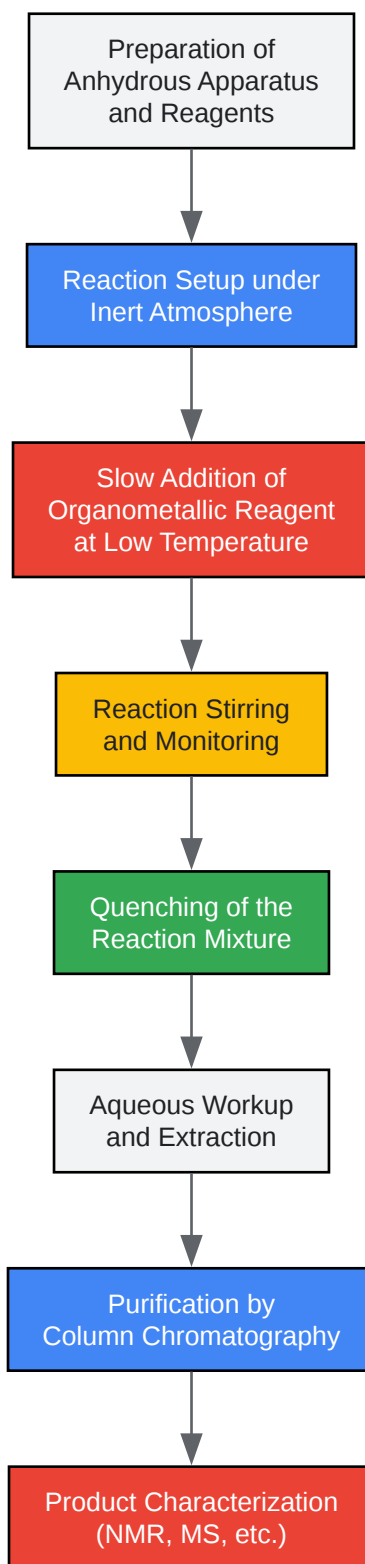 Preparation of
Anhydrous Apparatus
and Reagents
Reaction Setup under
Inert Atmosphere
Slow Addition of
Organometallic Reagent
at Low Temperature
Reaction Stirring
and Monitoring
Quenching of the
Reaction Mixture
Aqueous Workup
and Extraction
Purification by
Column Chromatography
Product Characterization
(NMR, MS, etc.)